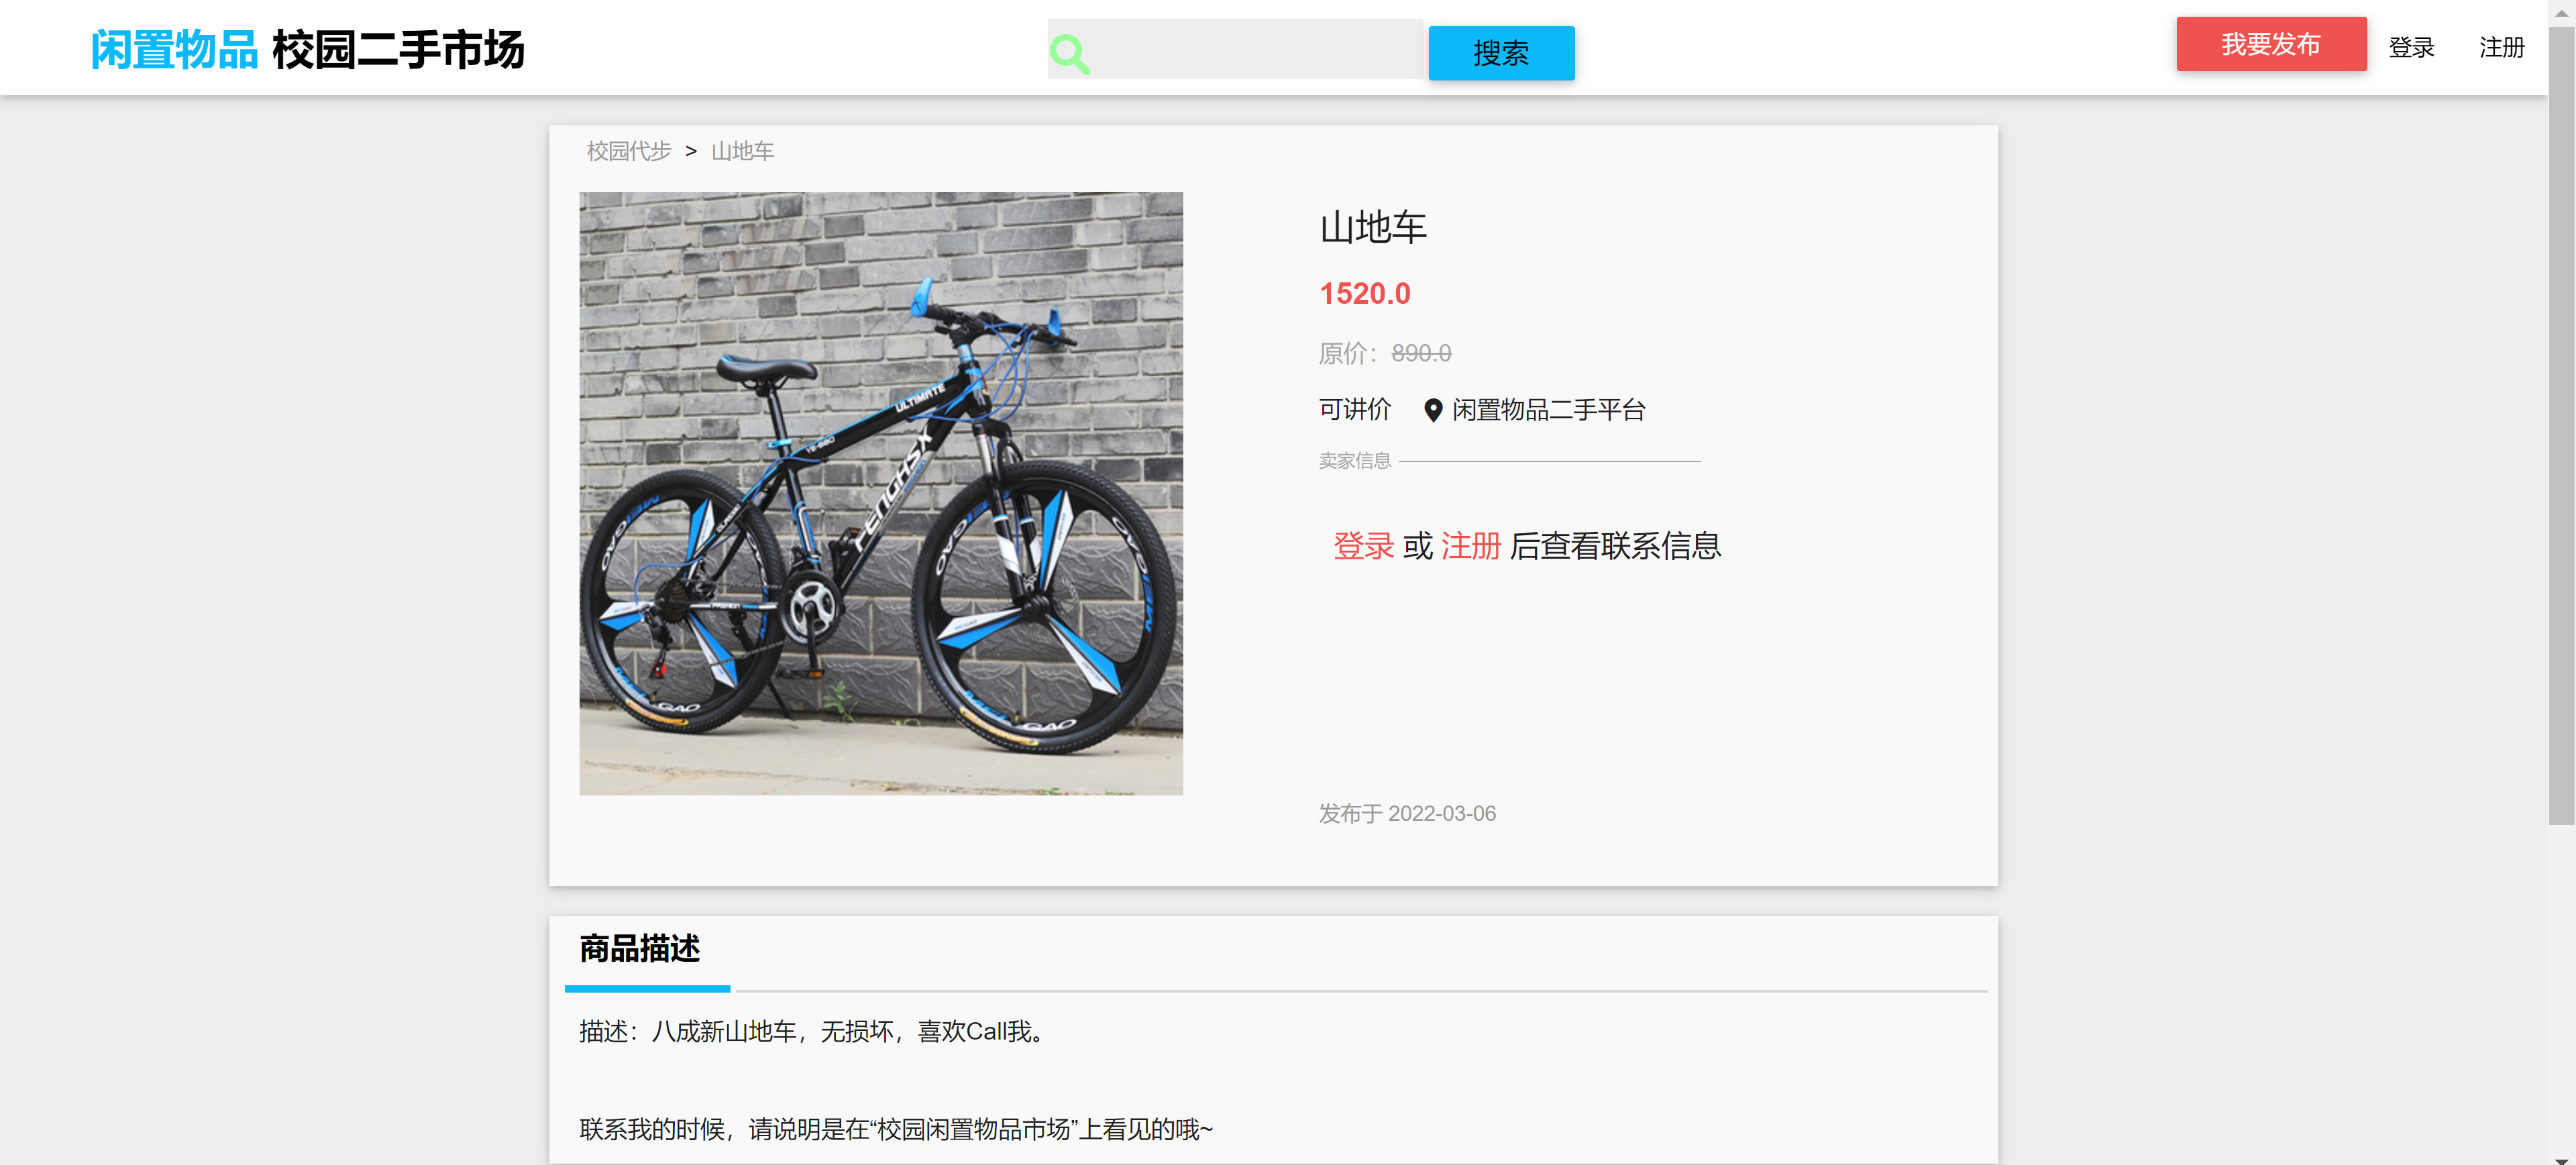 闲置物品 校园二手市场
搜索
我要发布
登录
注册
校园代步 > 山地车
山地车
1520.0
原价：890.0
可讲价
闲置物品二手平台
卖家信息
登录 或 注册 后查看联系信息
发布于 2022-03-06
ULTIMATE
FENGHSX
商品描述
描述：八成新山地车，无损坏，喜欢Call我。
联系我的时候，请说明是在“校园闲置物品市场”上看见的哦~